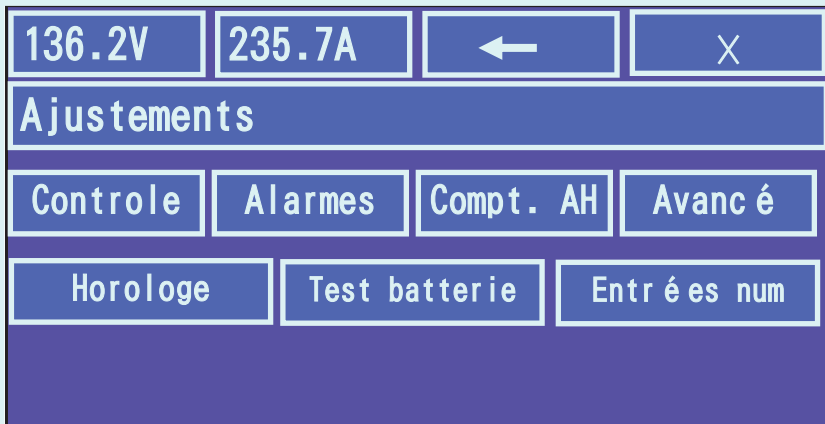 136.2V 235.7A ← X
Ajustements
Controle Alarmes Compt. AH Avancé
Horologe Test batterie Entrées num